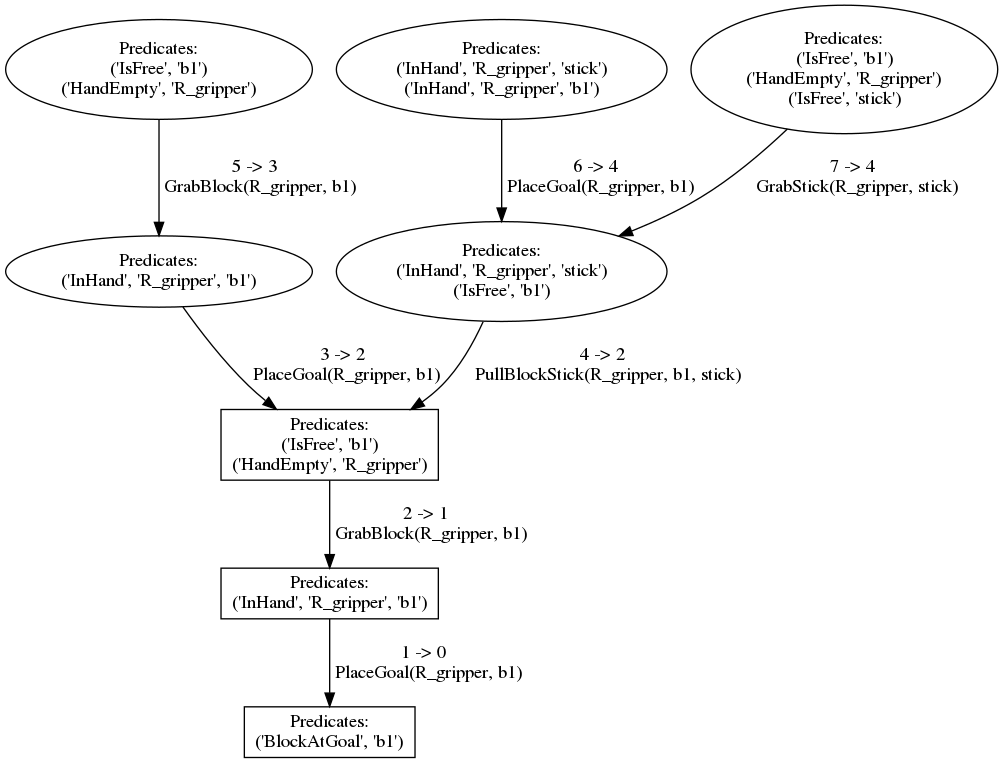 Predicates:
('IsFree', 'b1')
('HandEmpty', 'R_gripper')
Predicates:
('InHand', 'R_gripper', 'stick')
('InHand', 'R_gripper', 'b1')
Predicates:
('IsFree', 'b1')
('HandEmpty', 'R_gripper')
('IsFree', 'stick')
5 -> 3
GrabBlock(R_gripper, b1)
6 -> 4
PlaceGoal(R_gripper, b1)
7 -> 4
GrabStick(R_gripper, stick)
Predicates:
('InHand', 'R_gripper', 'b1')
Predicates:
('InHand', 'R_gripper', 'stick')
('IsFree', 'b1')
3 -> 2
PlaceGoal(R_gripper, b1)
4 -> 2
PullBlockStick(R_gripper, b1, stick)
Predicates:
('IsFree', 'b1')
('HandEmpty', 'R_gripper')
2 -> 1
GrabBlock(R_gripper, b1)
Predicates:
('InHand', 'R_gripper', 'b1')
1 -> 0
PlaceGoal(R_gripper, b1)
Predicates:
('BlockAtGoal', 'b1')